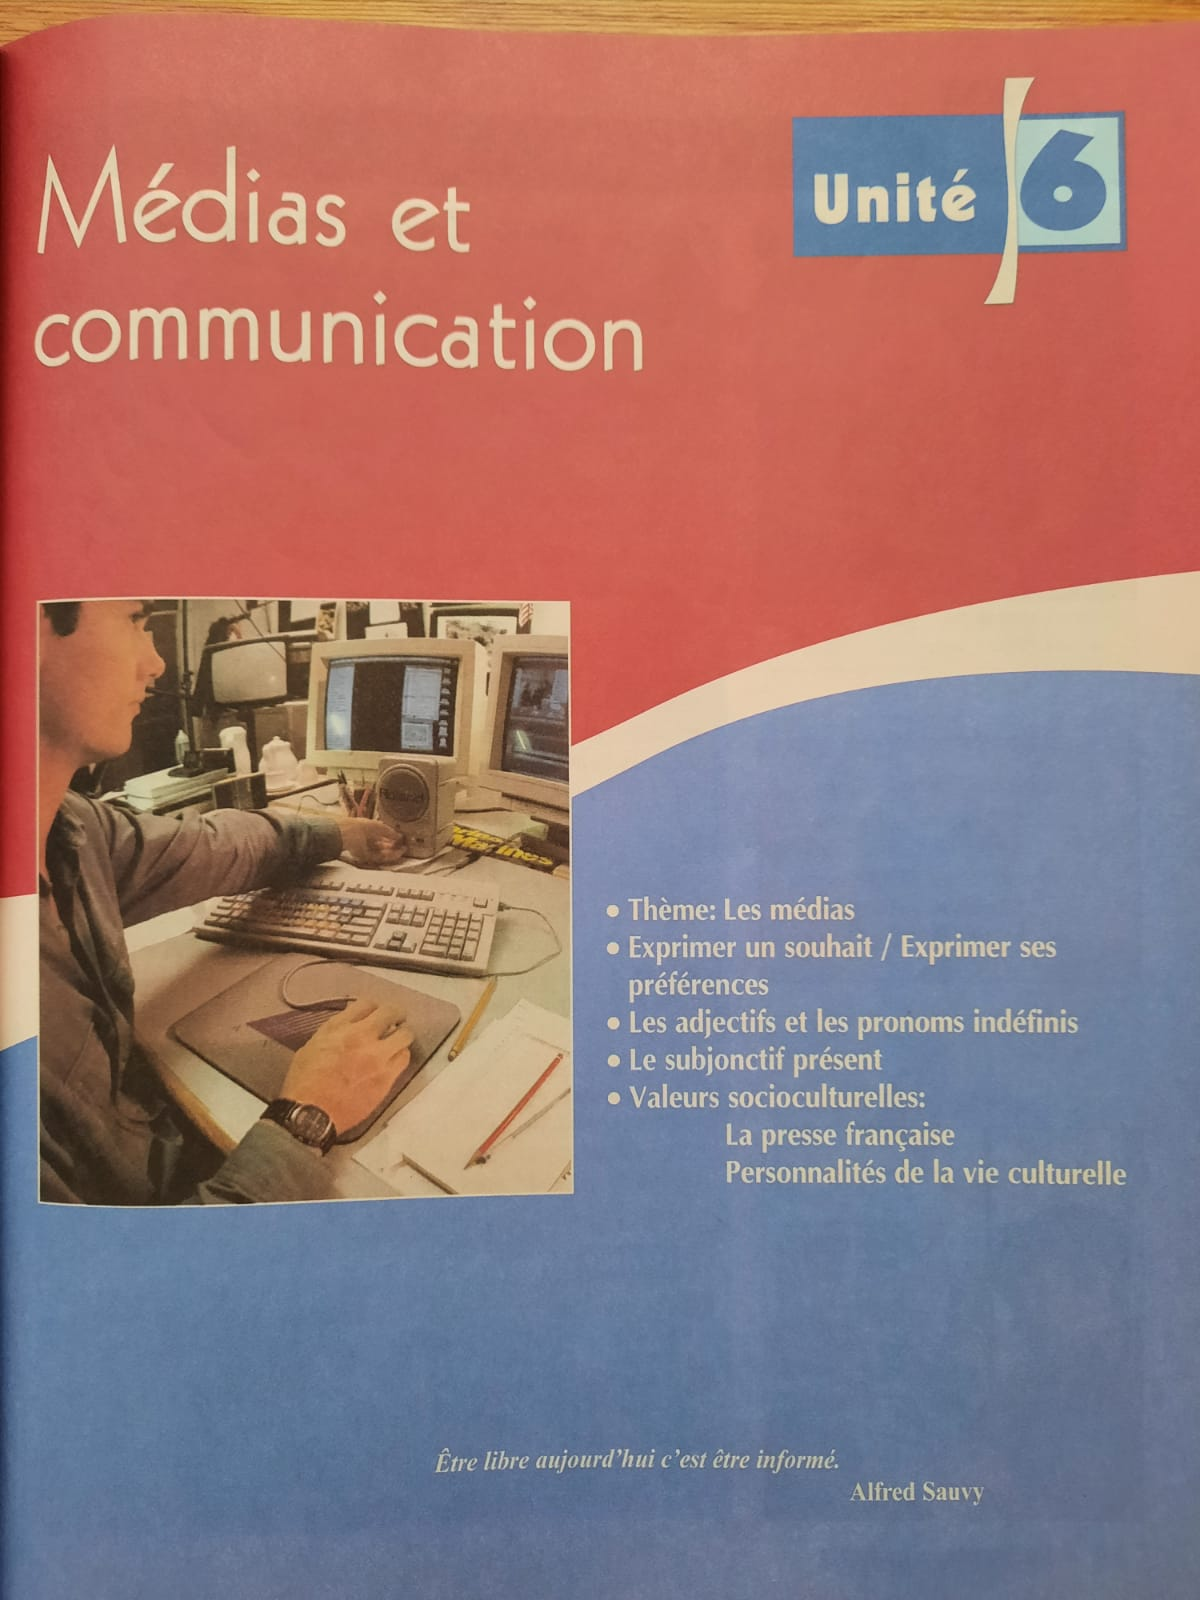 Unité 6
Médias et
communication
Roland
Marines
• Thème: Les médias
• Exprimer un souhait / Exprimer ses
préférences
• Les adjectifs et les pronoms indéfinis
• Le subjonctif présent
• Valeurs socioculturelles:
La presse française
Personnalités de la vie culturelle
Être libre aujourd'hui c'est être informé.
Alfred Sauvy